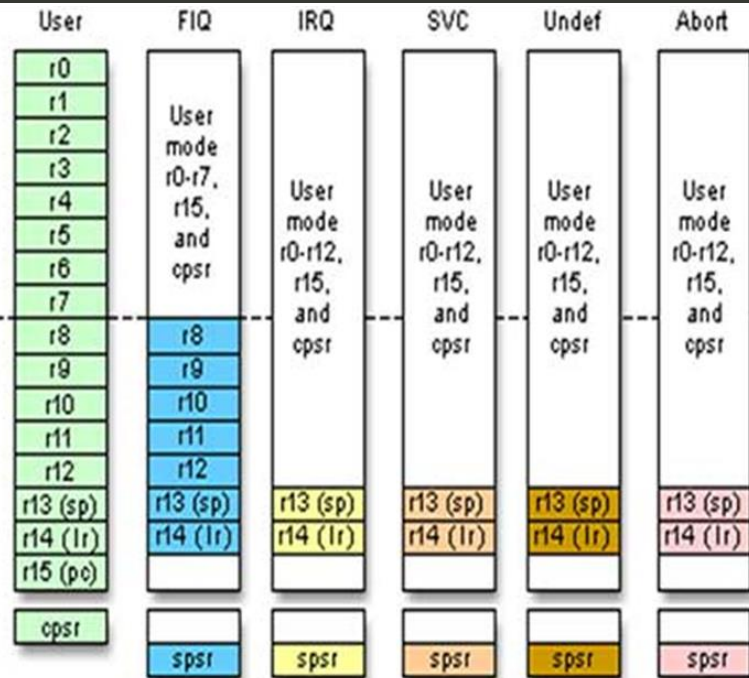 User
FIQ
IRQ
SVC
Undef
Abort
r0
r1
r2
r3
r4
r5
r6
r7
r8
r9
r10
r11
r12
r13 (sp)
r14 (lr)
r15 (pc)
cpsr
User
mode
r0-r7,
r15,
and
cpsr
r8
r9
r10
r11
r12
r13 (sp)
r14 (lr)
spsr
User
mode
r0-r12,
r15,
and
cpsr
r13 (sp)
r14 (lr)
spsr
User
mode
r0-r12,
r15,
and
cpsr
r13 (sp)
r14 (lr)
spsr
User
mode
r0-r12,
r15,
and
cpsr
r13 (sp)
r14 (lr)
spsr
User
mode
r0-r12,
r15,
and
cpsr
r13 (sp)
r14 (lr)
spsr